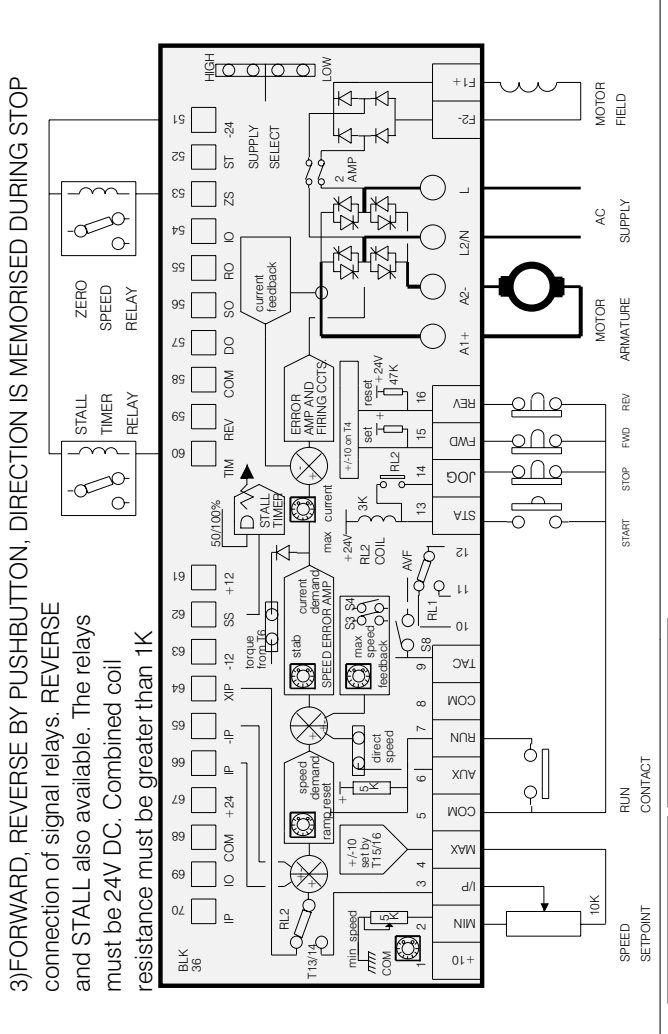 3)FORWARD, REVERSE BY PUSHBUTTON, DIRECTION IS MEMORISED DURING STOP
connection of signal relays. REVERSE
and STALL also available. The relays
must be 24V DC. Combined coil
resistance must be greater than 1K
STALL
TIMER
RELAY
ZERO
SPEED
RELAY
BLK
36
70
69
68
67
66
65
64
63
62
61
60
59
58
57
56
55
54
53
52
51
IP
IO
COM
+24
IP
-IP
XIP
-12
SS
+12
TIM
REV
COM
DO
SO
RO
IO
ZS
ST
-24
HIGH
LOW
SUPPLY
SELECT
50/100%
STALL
TIMER
torque
from T6
current
feedback
2
AMP
RL2
T13/14
speed
demand
ramp reset
stab
current
demand
SPEED ERROR AMP
max current
ERROR
AMP AND
FIRING CCTS.
min speed
COM
5
K
+/-10
set by
T15/16
+
5
K
direct
speed
max
speed
feedback
S3 S4
S8
AVF
RL1
+24V
3K
RL2
COIL
RL2
+/-10 on T4
set
+
reset
+24V
47K
1
2
3
4
5
6
7
8
9
10
11
12
13
14
15
16
+10
MIN
I/P
MAX
COM
AUX
RUN
COM
TAC
STA
JOG
FWD
REV
A1+
A2-
L2/N
L
F2-
F1+
10K
SPEED
SETPOINT
RUN
CONTACT
START
STOP
FWD
REV
MOTOR
ARMATURE
AC
SUPPLY
MOTOR
FIELD